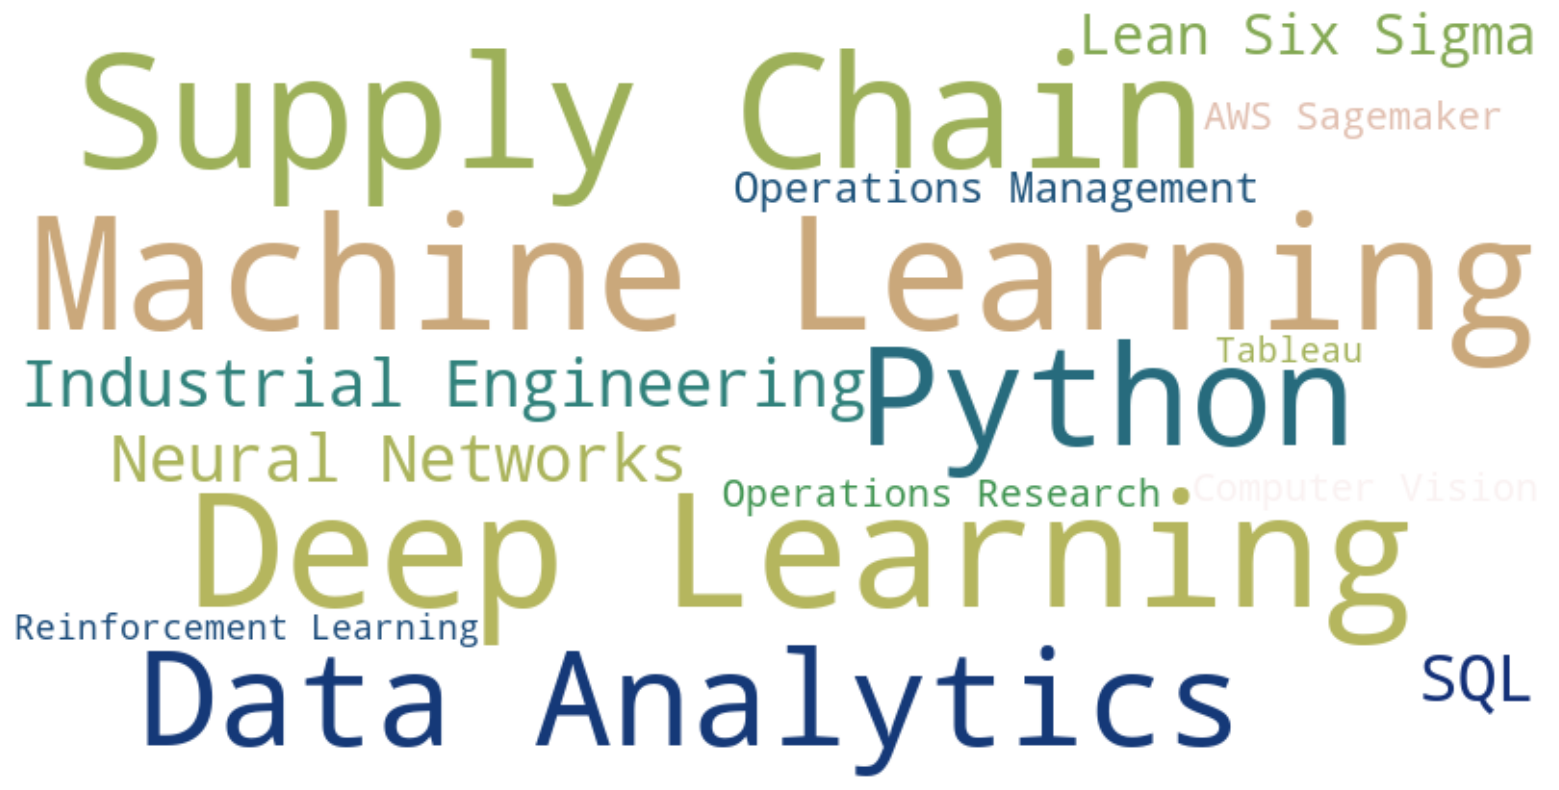 Lean Six Sigma
Supply Chain
AWS Sagemaker
Operations Management
Machine Learning
Tableau
Industrial Engineering
Python
Neural Networks
Operations Research
Computer Vision
Deep Learning
Reinforcement Learning
Data Analytics
SQL